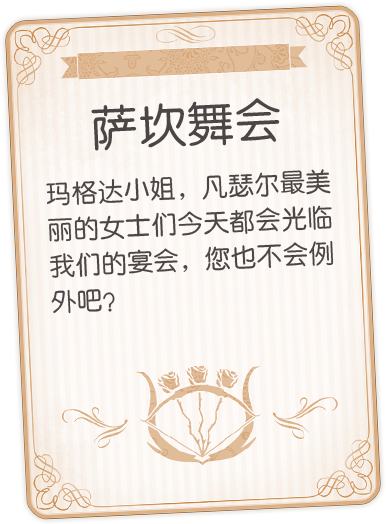 萨坎舞会
玛格达小姐，凡瑟尔最美
丽的女士们今天都会光临
我们的宴会，您也不会例
外吧？